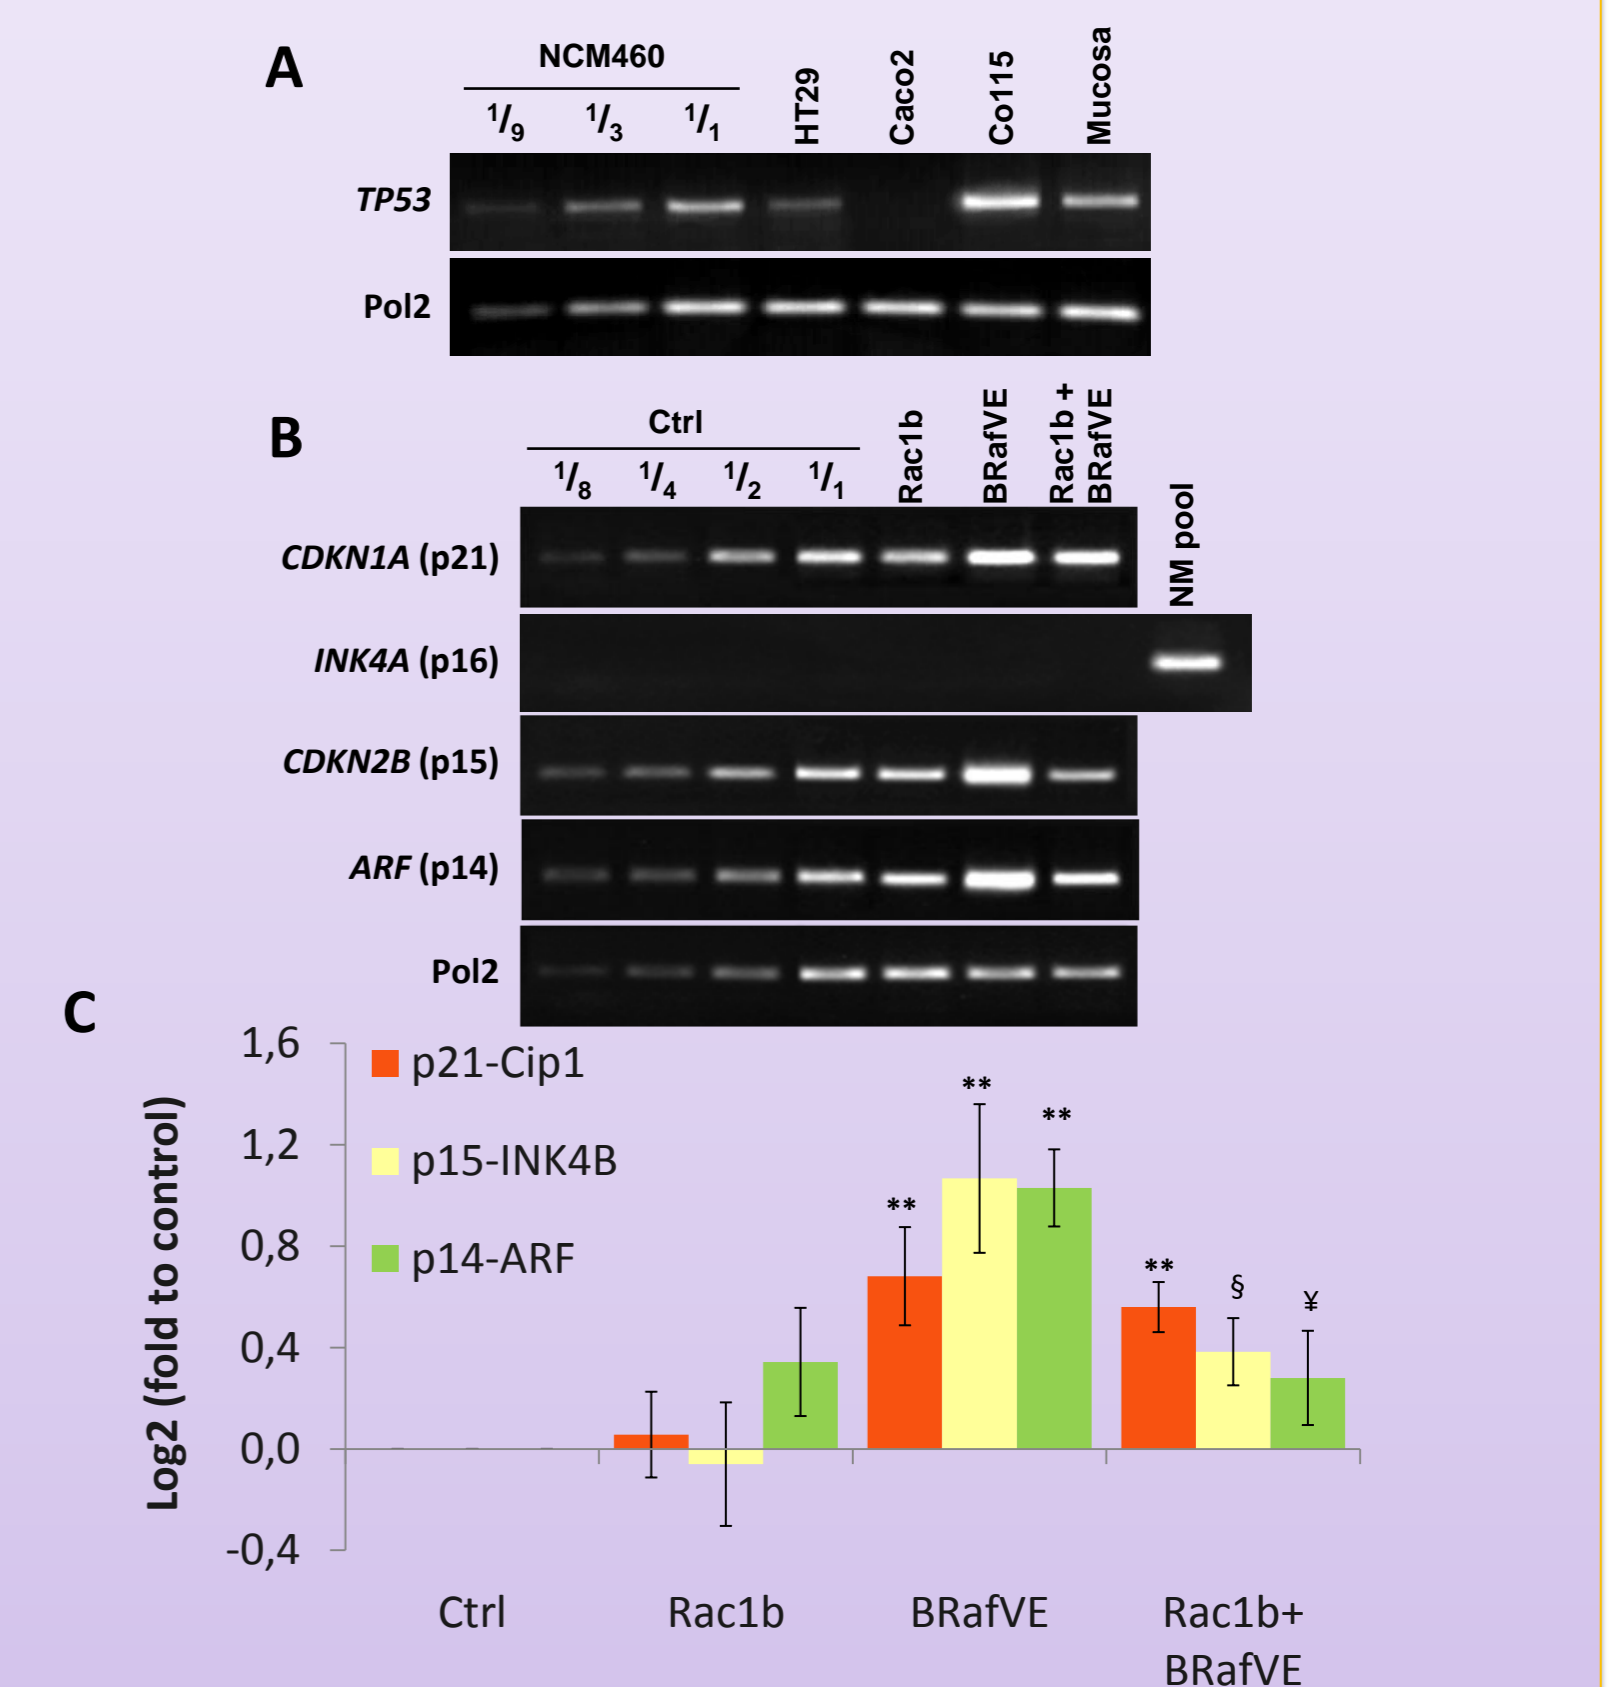 A
NCM460
¹/₉ ¹/₃ ¹/₁ HT29 Caco2 Co115 Mucosa
TP53
Pol2
B
Ctrl
¹/₈ ¹/₄ ¹/₂ ¹/₁ Rac1b BRafVE Rac1b + BRafVE
NM pool
CDKN1A (p21)
INK4A (p16)
CDKN2B (p15)
ARF (p14)
Pol2
C
Log2 (fold to control)
1,6
1,2
0,8
0,4
0,0
-0,4
p21-Cip1
p15-INK4B
p14-ARF
**
**
**
**
§
¥
Ctrl Rac1b BRafVE Rac1b+
BRafVE